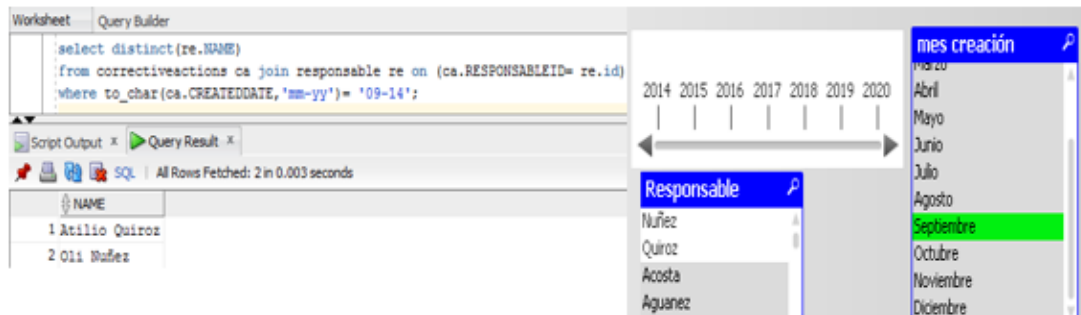 Worksheet Query Builder
select distinct(re.NAME)
from correctiveactions ca join responsable re on (ca.RESPONSABLEID= re.id)
where to_char(ca.CREATEDDATE,'mm-yy')= '09-14';
Script Output x Query Result x
SQL | All Rows Fetched: 2 in 0.003 seconds
NAME
1 Atilio Quiroz
2 Oli Nuñez
2014 2015 2016 2017 2018 2019 2020
Responsable
Nuñez
Quiroz
Acosta
Aguanez
mes creación
Marzo
Abril
Mayo
Junio
Julio
Agosto
Septiembre
Octubre
Noviembre
Diciembre